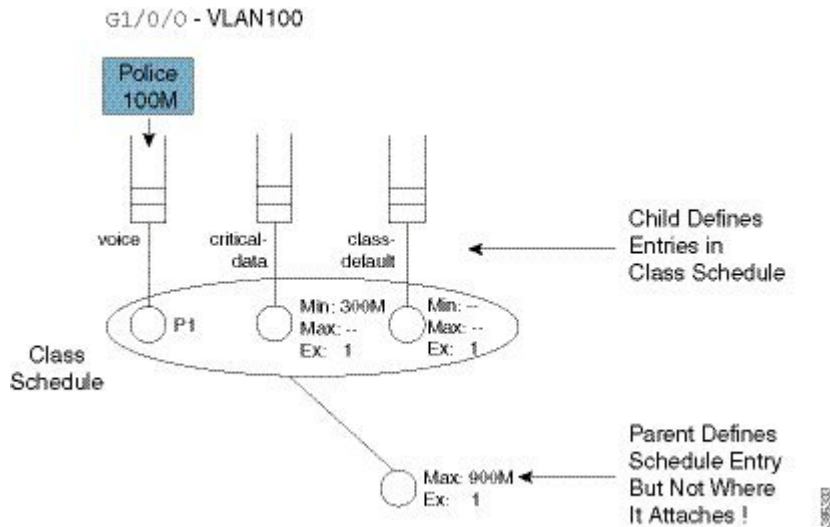 G1/0/0 - VLAN100
Police
100M
voice
critical-
data
class-
default
Child Defines
Entries in
Class Schedule
P1
Min: 300M
Max: --
Ex: 1
Min: --
Max: --
Ex: 1
Class
Schedule
Max: 900M
Ex: 1
Parent Defines
Schedule Entry
But Not Where
It Attaches !